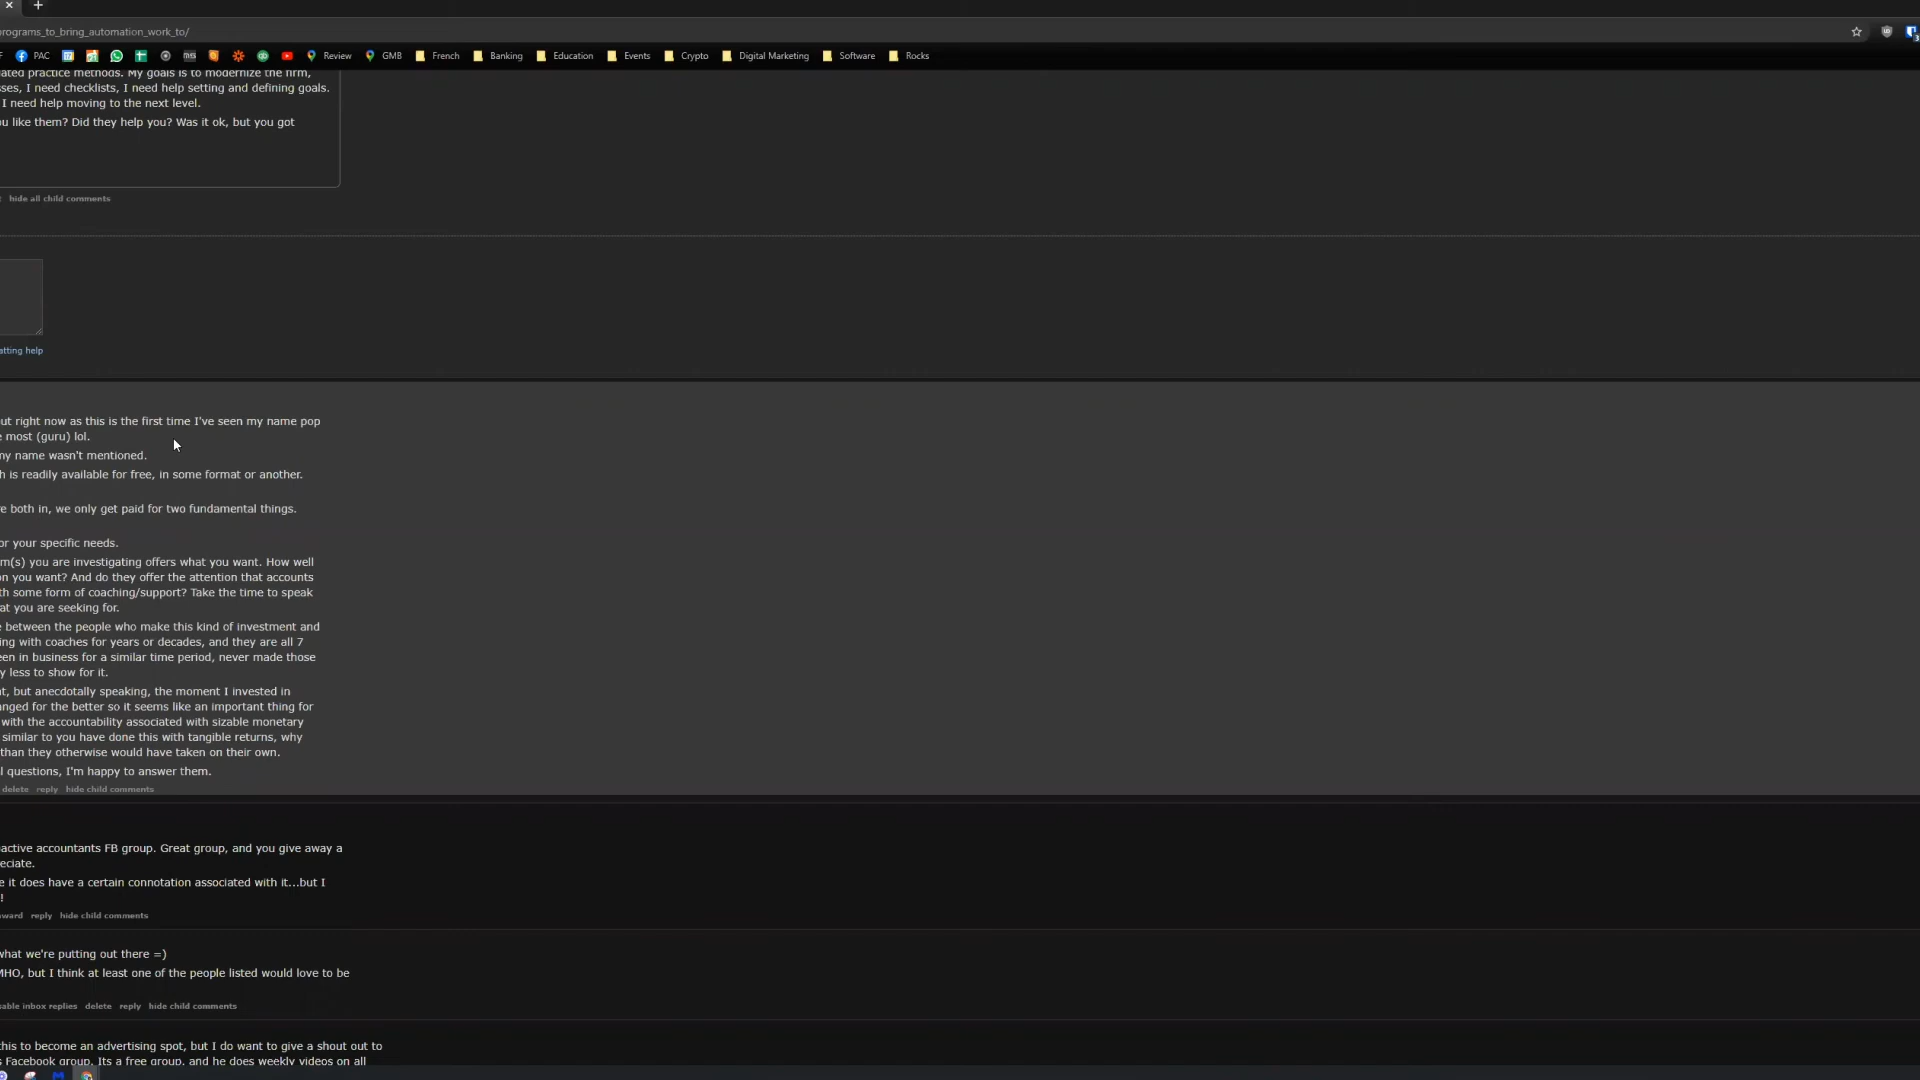 programs_to_bring_automation_work_to/
PAC Review GMB French Banking Education Events Crypto Digital Marketing Software Rocks
ated practice methods. My goals is to modernize the firm,
sses, I need checklists, I need help setting and defining goals.
I need help moving to the next level.
ou like them? Did they help you? Was it ok, but you got
hide all child comments
atting help
ut right now as this is the first time I've seen my name pop
e most (guru) lol.
my name wasn't mentioned.
h is readily available for free, in some format or another.
e both in, we only get paid for two fundamental things.
or your specific needs.
m(s) you are investigating offers what you want. How well
on you want? And do they offer the attention that accounts
th some form of coaching/support? Take the time to speak
at you are seeking for.
e between the people who make this kind of investment and
ing with coaches for years or decades, and they are all 7
een in business for a similar time period, never made those
y less to show for it.
t, but anecdotally speaking, the moment I invested in
nged for the better so it seems like an important thing for
with the accountability associated with sizable monetary
similar to you have done this with tangible returns, why
than they otherwise would have taken on their own.
l questions, I'm happy to answer them.
delete reply hide child comments
active accountants FB group. Great group, and you give away a
eciate.
e it does have a certain connotation associated with it...but I
!
award reply hide child comments
what we're putting out there =)
MHO, but I think at least one of the people listed would love to be
sable inbox replies delete reply hide child comments
this to become an advertising spot, but I do want to give a shout out to
s Facebook group. Its a free group, and he does weekly videos on all